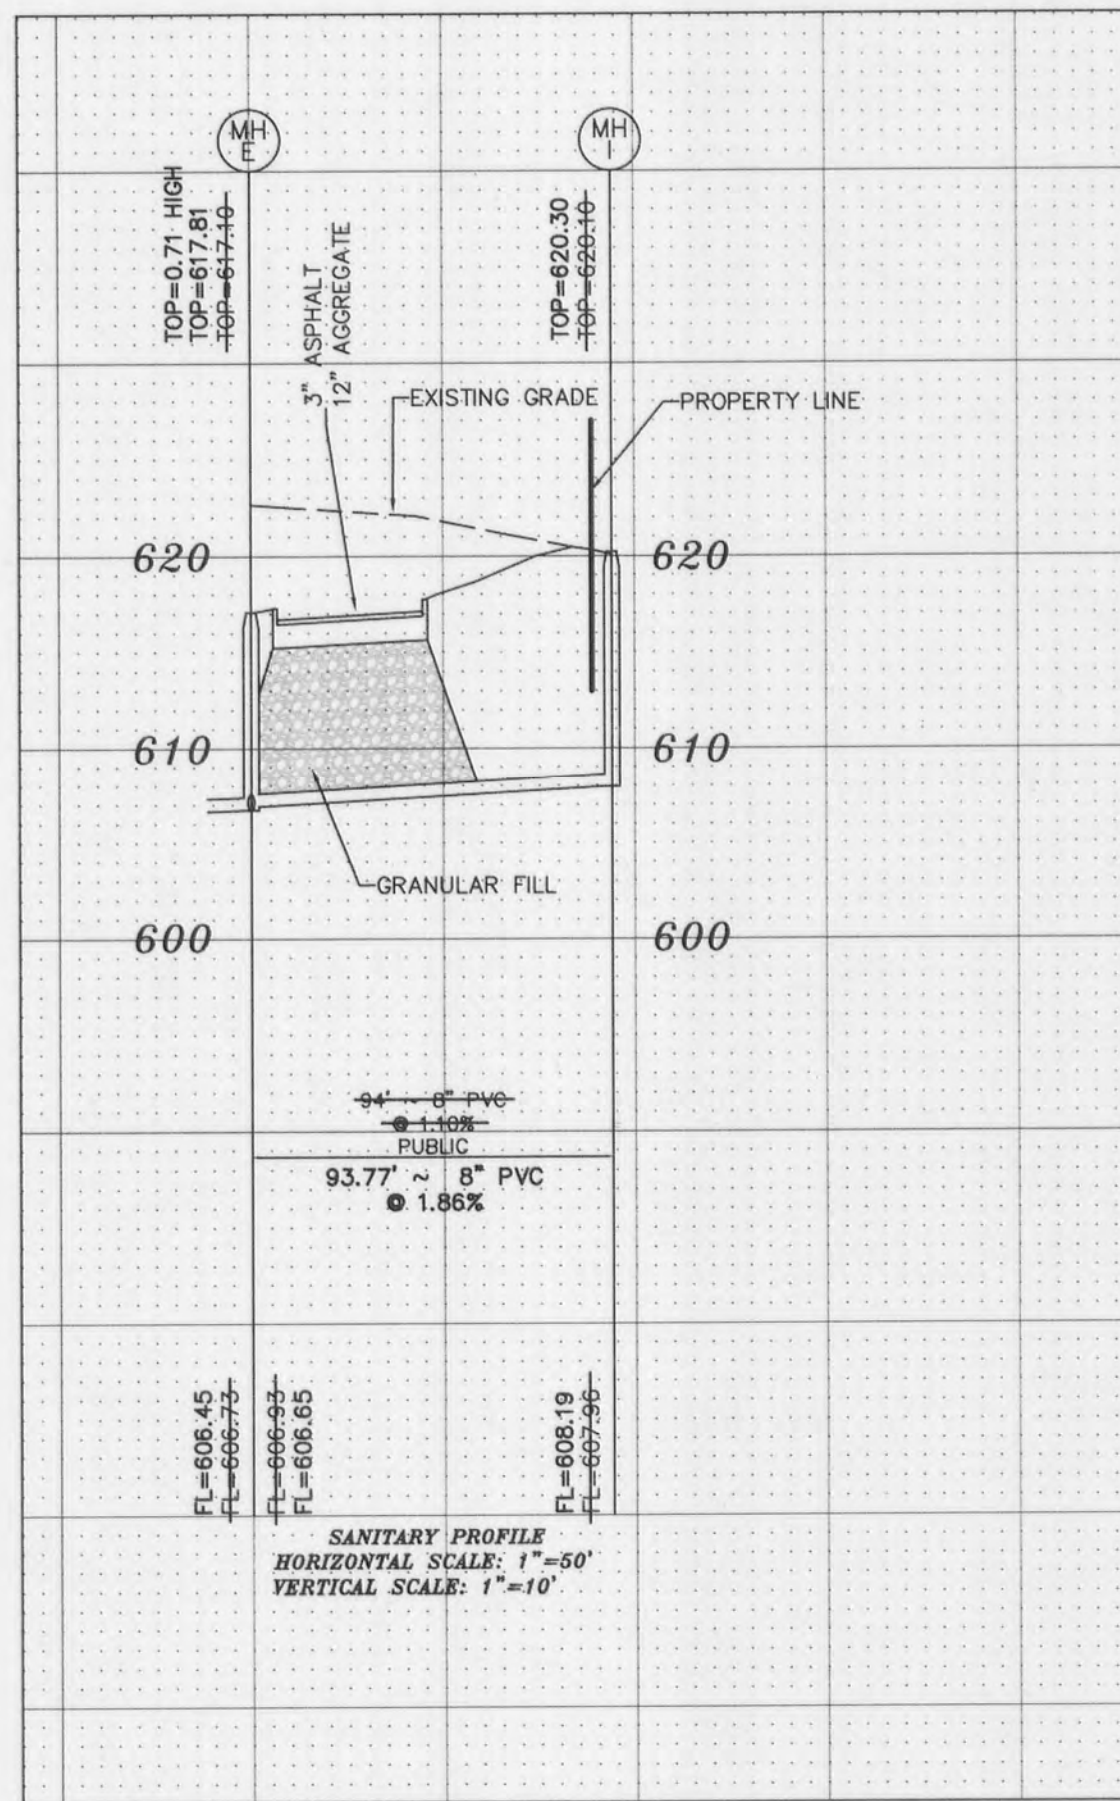 MH
E
MH
I
TOP=0.71 HIGH
TOP=617.81
TOP=617.10
3" ASPHALT
12" AGGREGATE
TOP=620.30
TOP=620.10
EXISTING GRADE
PROPERTY LINE
620
620
610
610
GRANULAR FILL
600
600
94' ~ 8" PVC
@ 1.10%
PUBLIC
93.77' ~ 8" PVC
@ 1.86%
FL=606.45
FL=606.73
FL=606.93
FL=606.65
FL=608.19
FL=607.96
SANITARY PROFILE
HORIZONTAL SCALE: 1"=50'
VERTICAL SCALE: 1"=10'